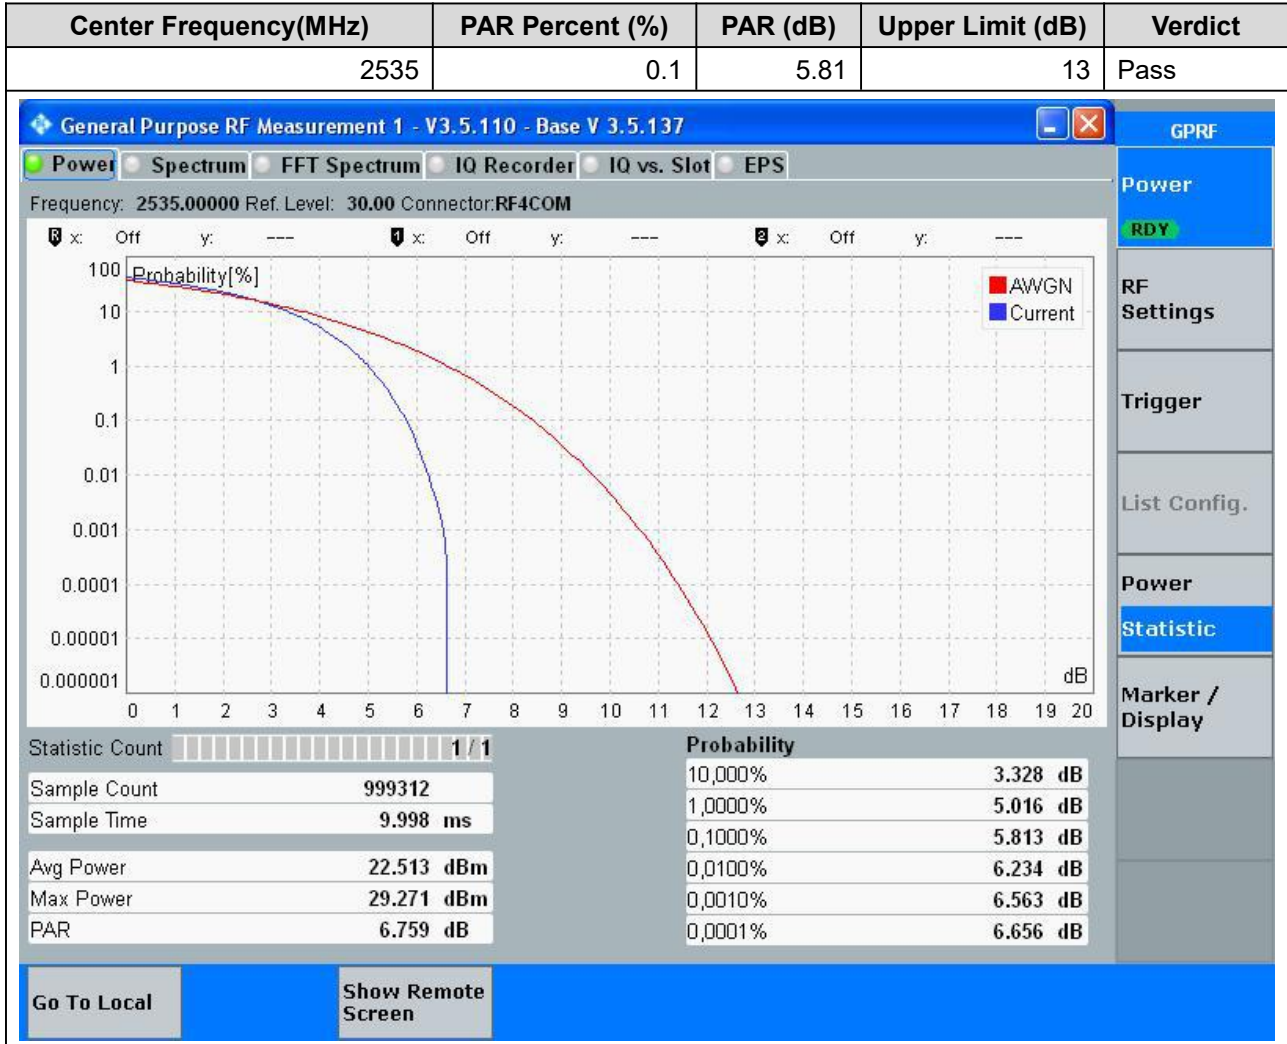 Center Frequency(MHz) PAR Percent (%) PAR (dB) Upper Limit (dB) Verdict
2535 0.1 5.81 13 Pass
General Purpose RF Measurement 1 - V3.5.110 - Base V 3.5.137
GPRF
Power Spectrum FFT Spectrum IQ Recorder IQ vs. Slot EPS
Frequency: 2535.00000 Ref. Level: 30.00 Connector:RF4COM
R x: Off y: --- 1 x: Off y: --- 2 x: Off y: ---
Probability[%]
AWGN
Current
100
10
1
0.1
0.01
0.001
0.0001
0.00001
0.000001
dB
0 1 2 3 4 5 6 7 8 9 10 11 12 13 14 15 16 17 18 19 20
Statistic Count 1 / 1
Sample Count 999312
Sample Time 9.998 ms
Avg Power 22.513 dBm
Max Power 29.271 dBm
PAR 6.759 dB
Probability
10,000% 3.328 dB
1,0000% 5.016 dB
0,1000% 5.813 dB
0,0100% 6.234 dB
0,0010% 6.563 dB
0,0001% 6.656 dB
Power
RDY
RF
Settings
Trigger
List Config.
Power
Statistic
Marker /
Display
Go To Local
Show Remote
Screen